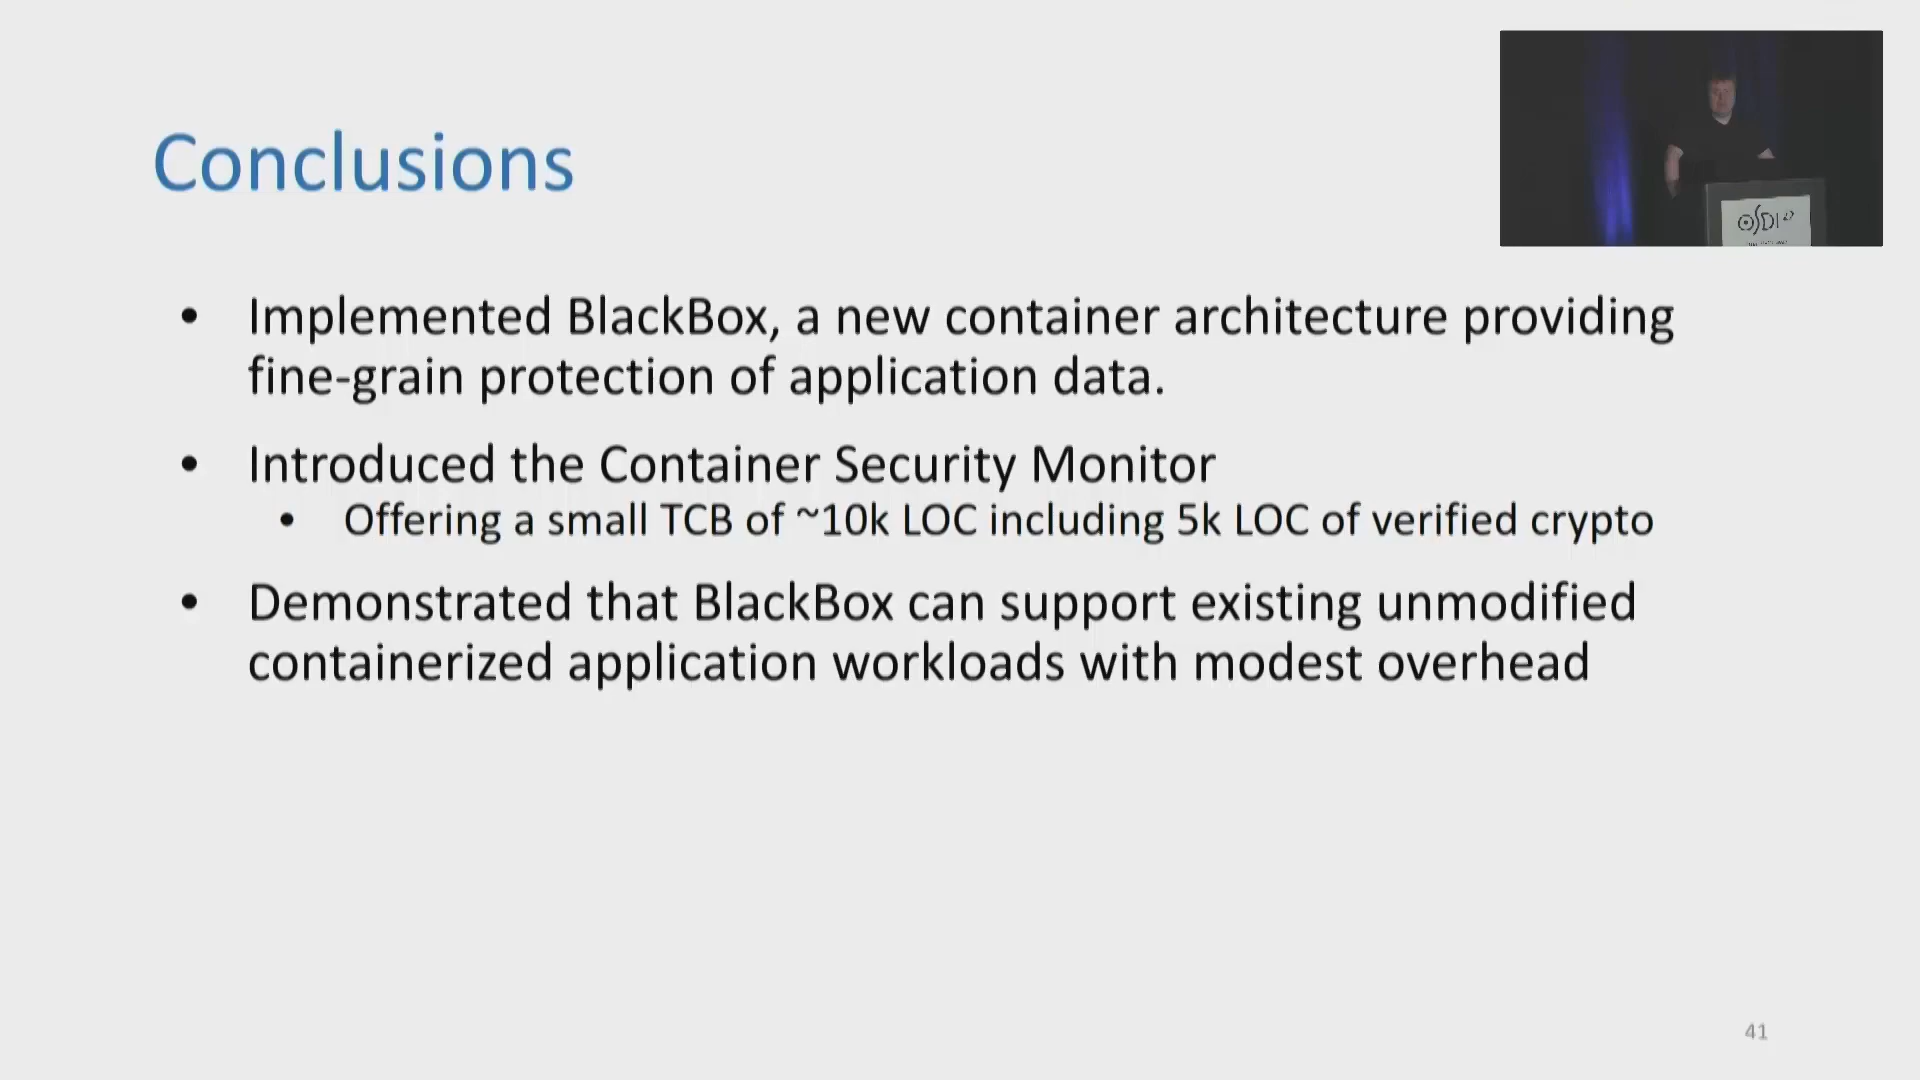 Conclusions
OSDI
• Implemented BlackBox, a new container architecture providing
fine-grain protection of application data.
• Introduced the Container Security Monitor
• Offering a small TCB of ~10k LOC including 5k LOC of verified crypto
• Demonstrated that BlackBox can support existing unmodified
containerized application workloads with modest overhead
41